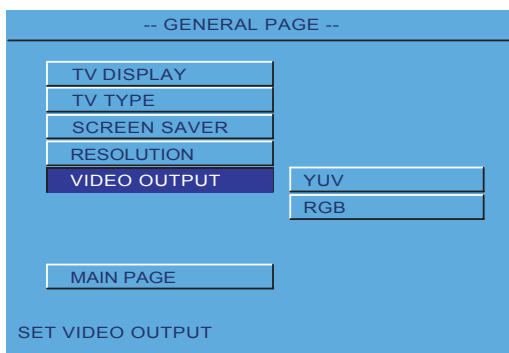 -- GENERAL PAGE --
TV DISPLAY
TV TYPE
SCREEN SAVER
RESOLUTION
VIDEO OUTPUT
YUV
RGB
MAIN PAGE
SET VIDEO OUTPUT